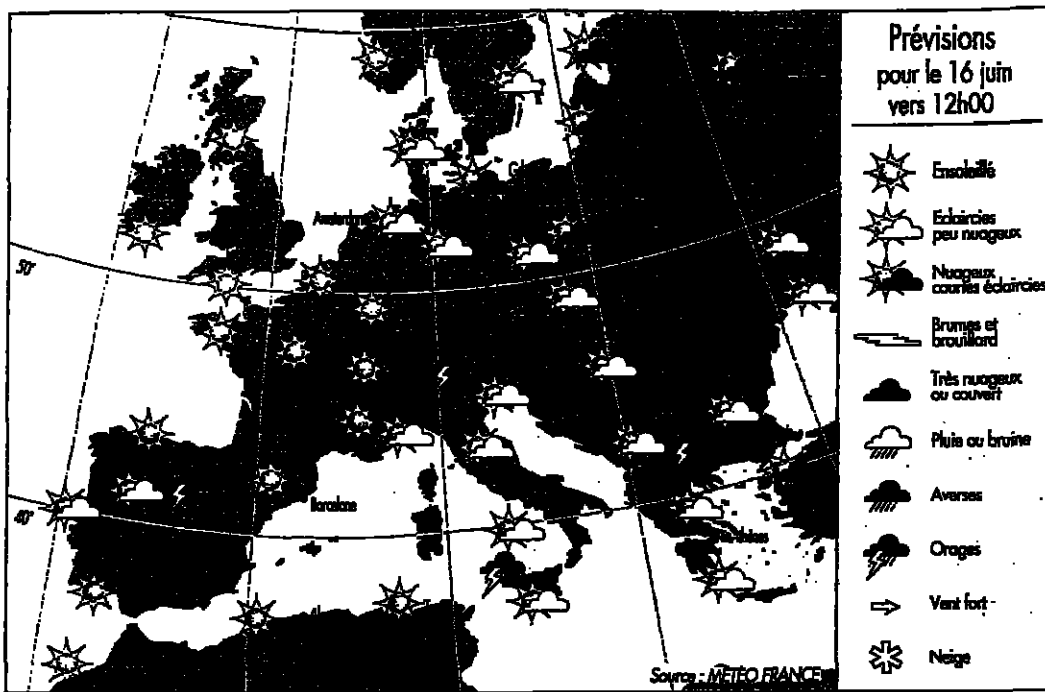 Prévisions
pour le 16 juin
vers 12h00
Ensoleillé
Eclaircies
peu nuageux
Nuageux
courtes éclaircies
Brumes et
brouillard
Très nuageux
ou couvert
Pluie ou bruine
Averses
Orages
Vent fort
Neige
Amsterdam
50°
Barcelone
40°
Source : MÉTÉO FRANCE